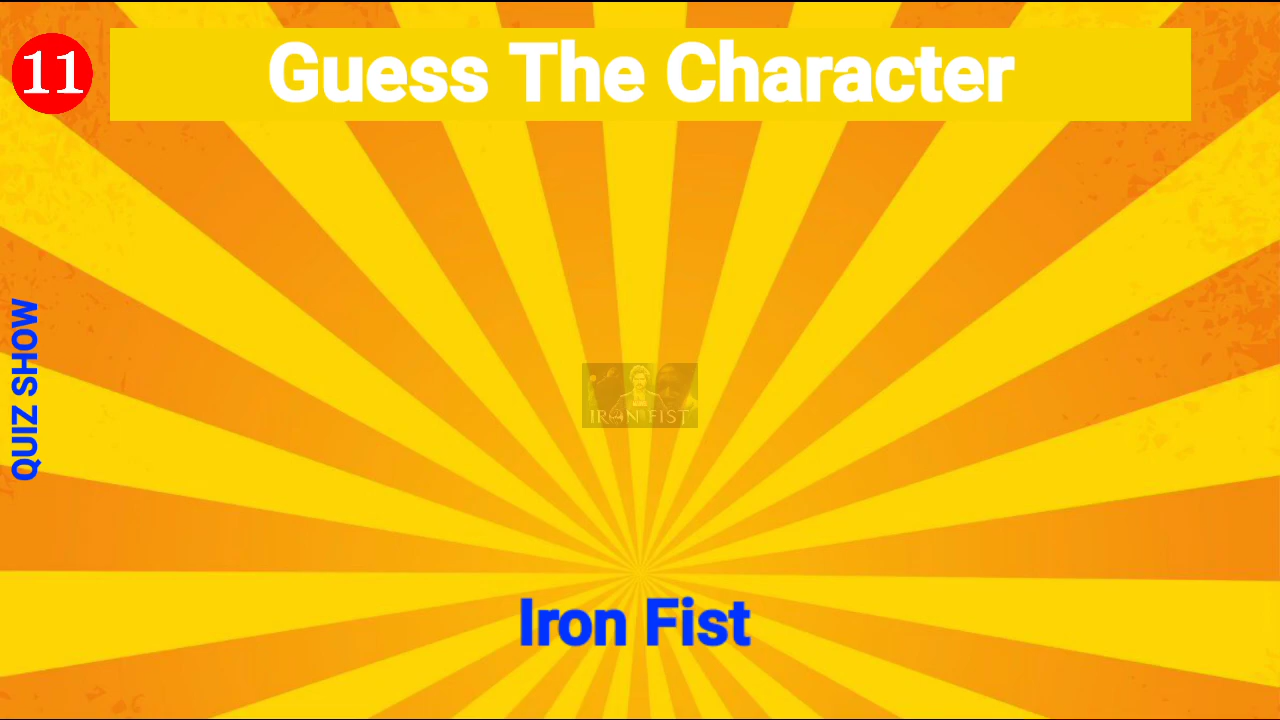 11
Guess The Character
QUIZ SHOW
IRON FIST
Iron Fist